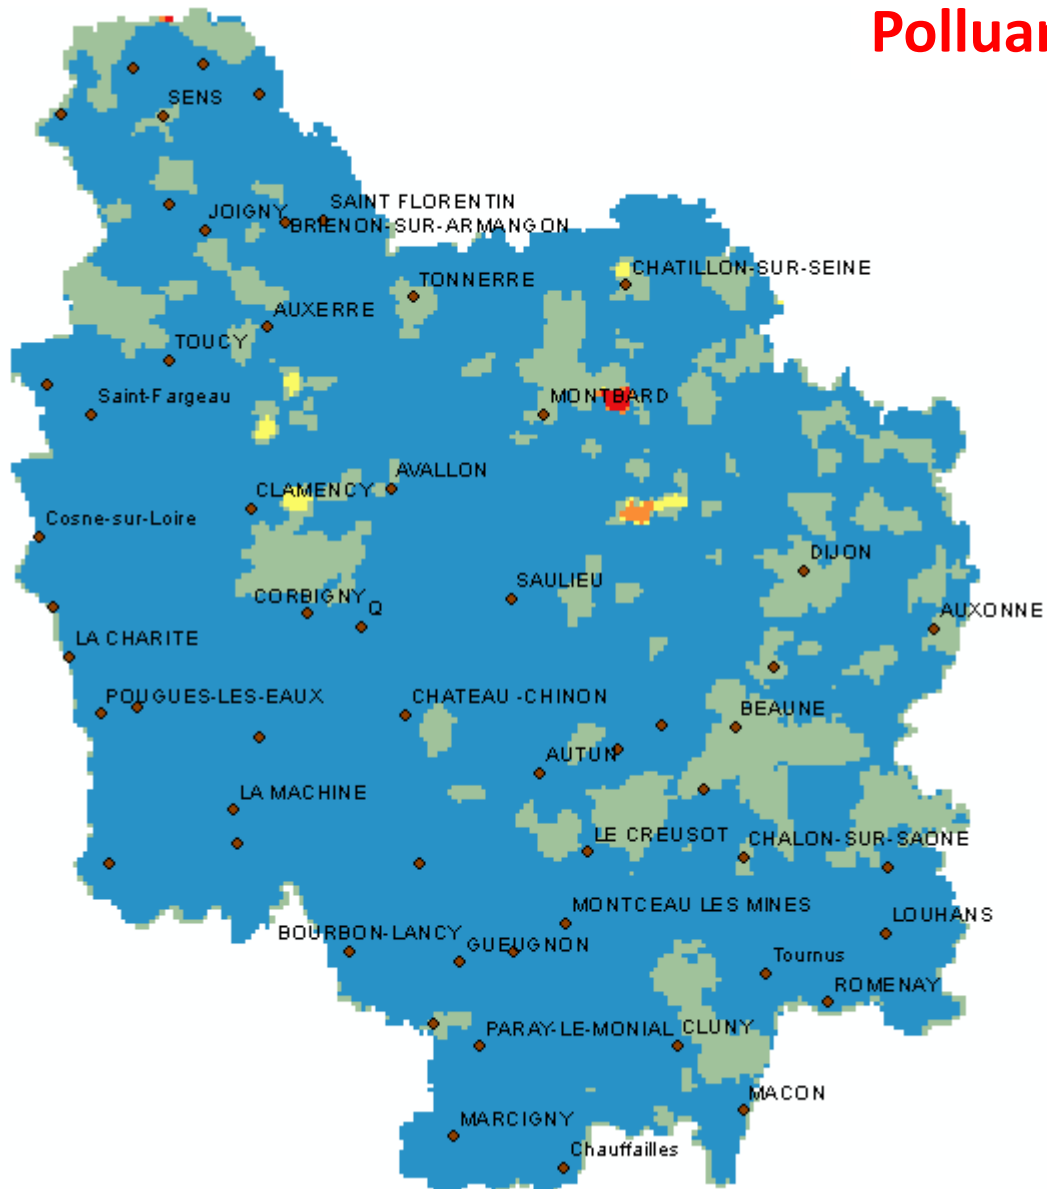 Polluar
SENS
SAINT FLORENTIN
JOIGNY
BRIENON-SUR-ARMANGON
CHATILLON-SUR-SEINE
TONNERRE
AUXERRE
TOUCY
Saint-Fargeau
MONTBARD
AVALLON
CLAMENCY
Cosne-sur-Loire
DIJON
SAULIEU
CORBIGNY
Q
AUXONNE
LA CHARITE
POUGUES-LES-EAUX
CHATEAU -CHINON
BEAUNE
AUTUN
LA MACHINE
LE CREUSOT
CHALON-SUR-SAONE
MONTCEAU LES MINES
LOUHANS
BOURBON-LANCY
GUEUGNON
Tournus
ROMENAY
PARAY-LE-MONIAL
CLUNY
MACON
MARCIGNY
Chauffailles